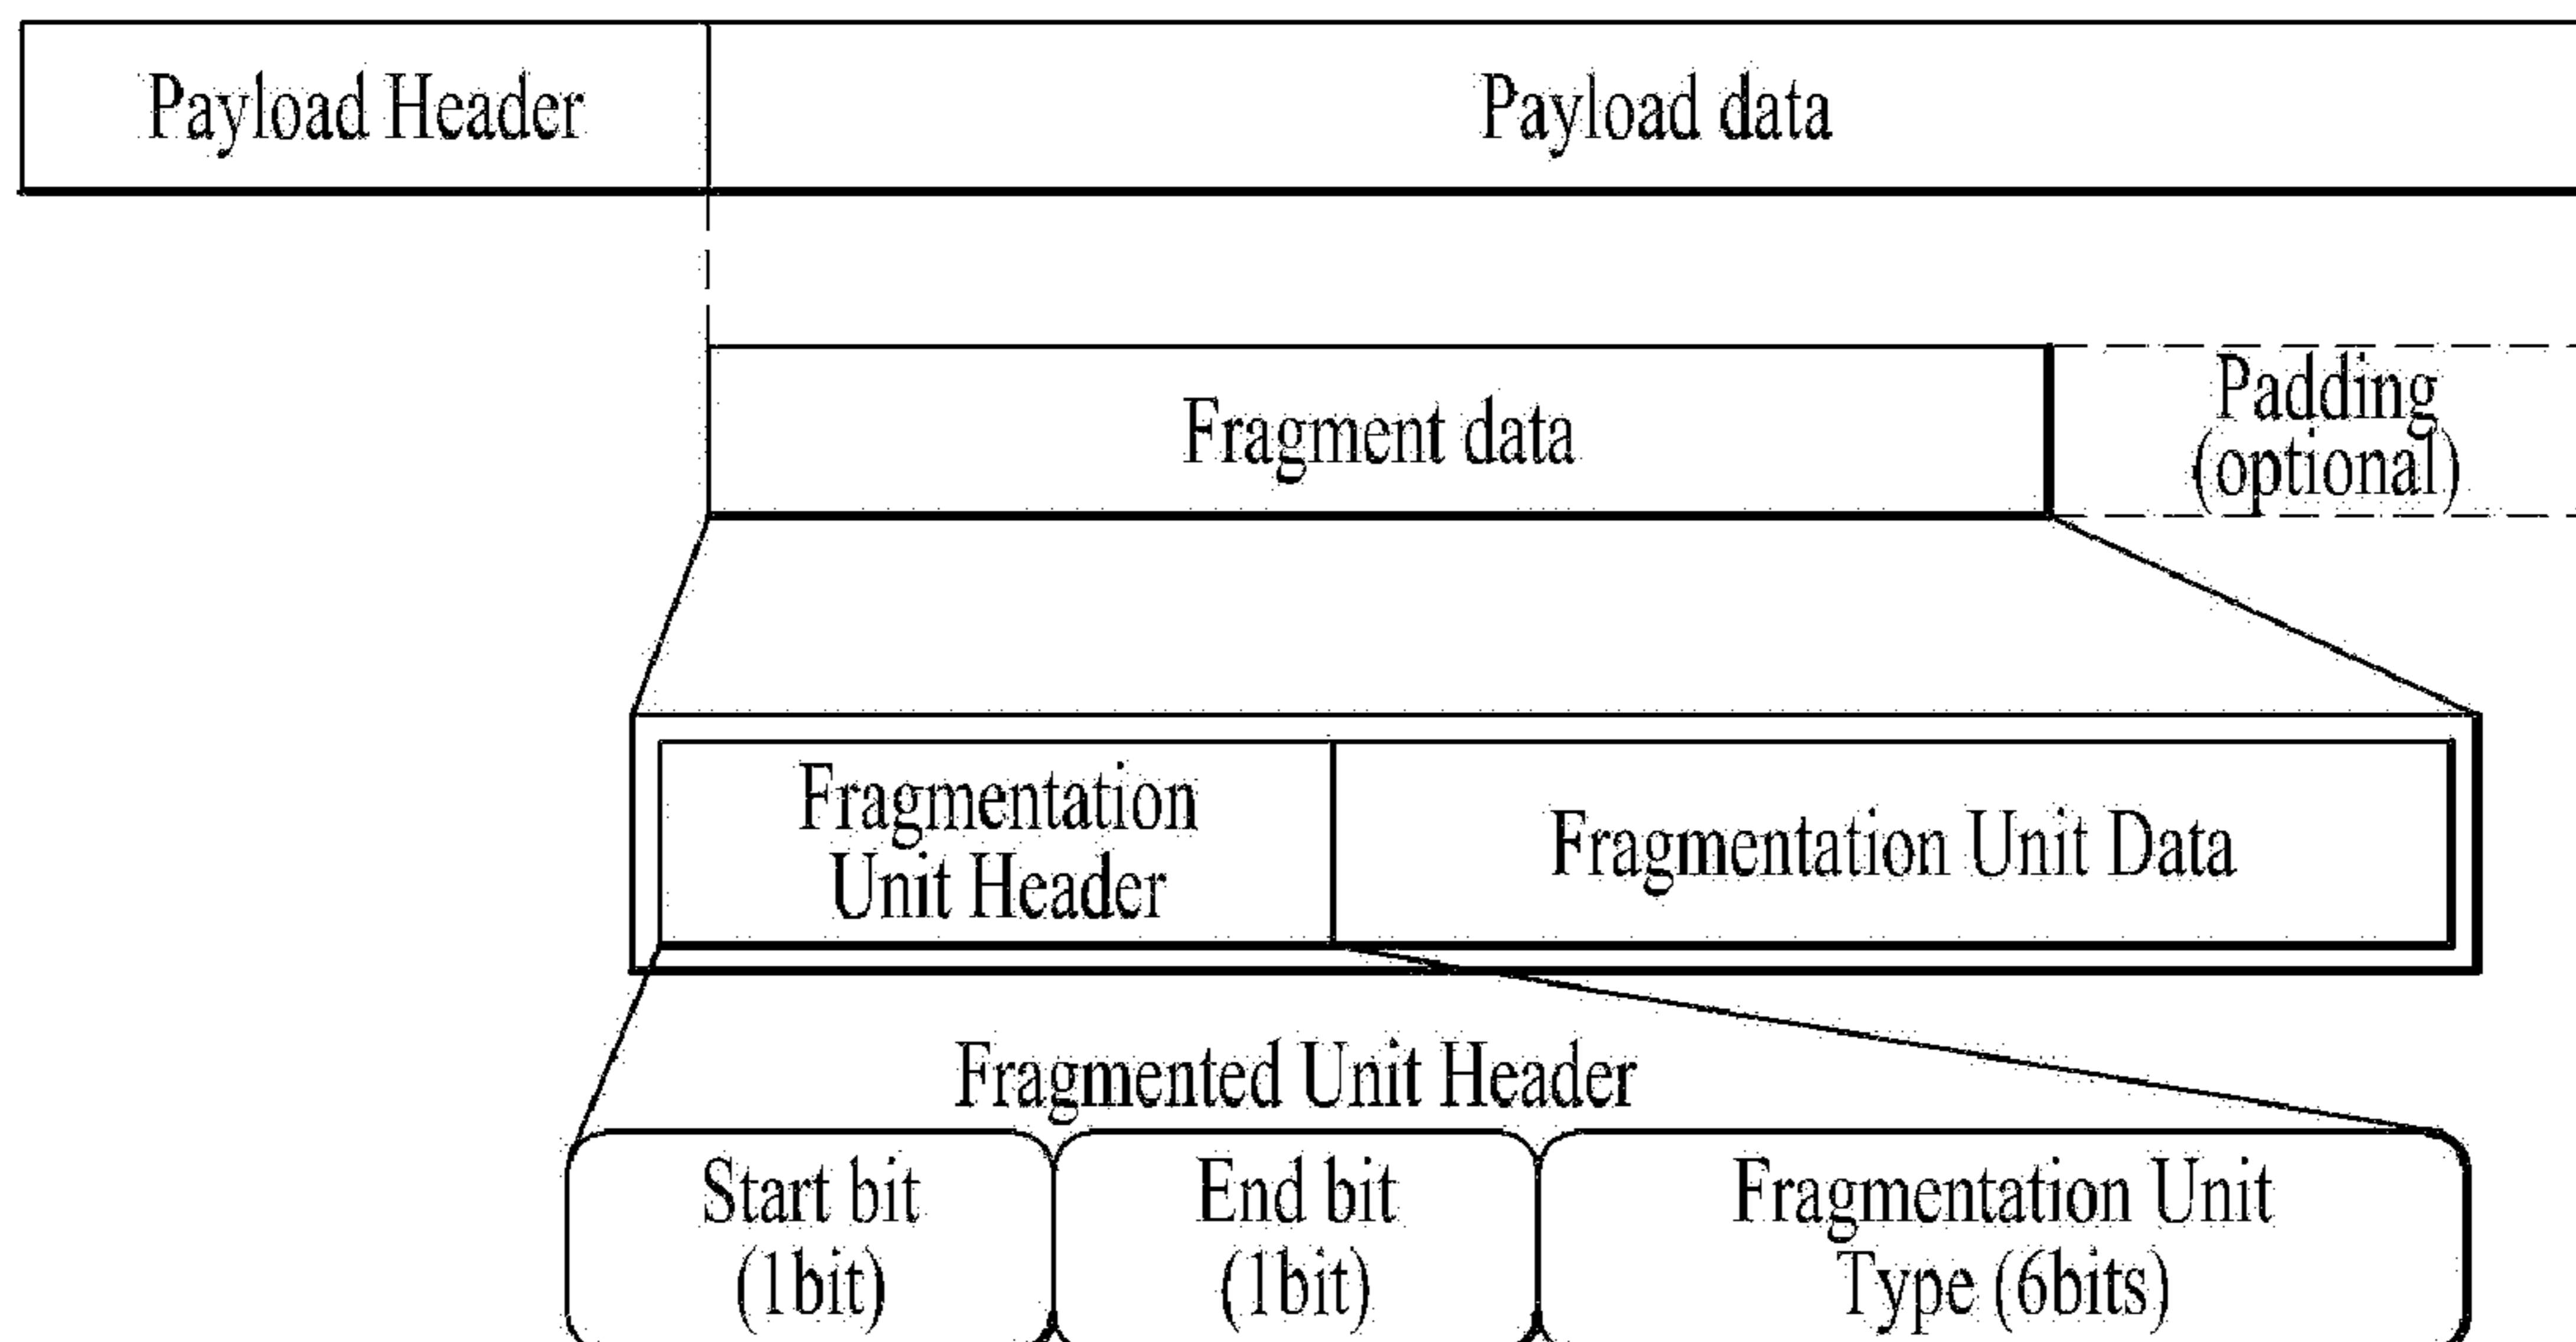 Payload Header
Payload data
Fragment data
Padding
(optional)
Fragmentation
Unit Header
Fragmentation Unit Data
Fragmented Unit Header
Start bit
(1bit)
End bit
(1bit)
Fragmentation Unit
Type (6bits)